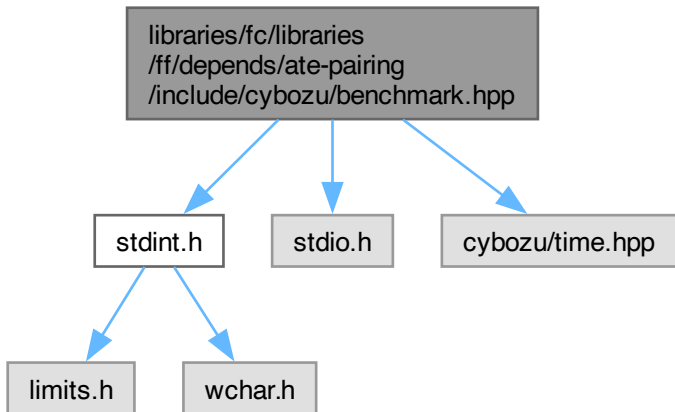 libraries/fc/libraries
/ff/depends/ate-pairing
/include/cybozu/benchmark.hpp
stdint.h
stdio.h
cybozu/time.hpp
limits.h
wchar.h